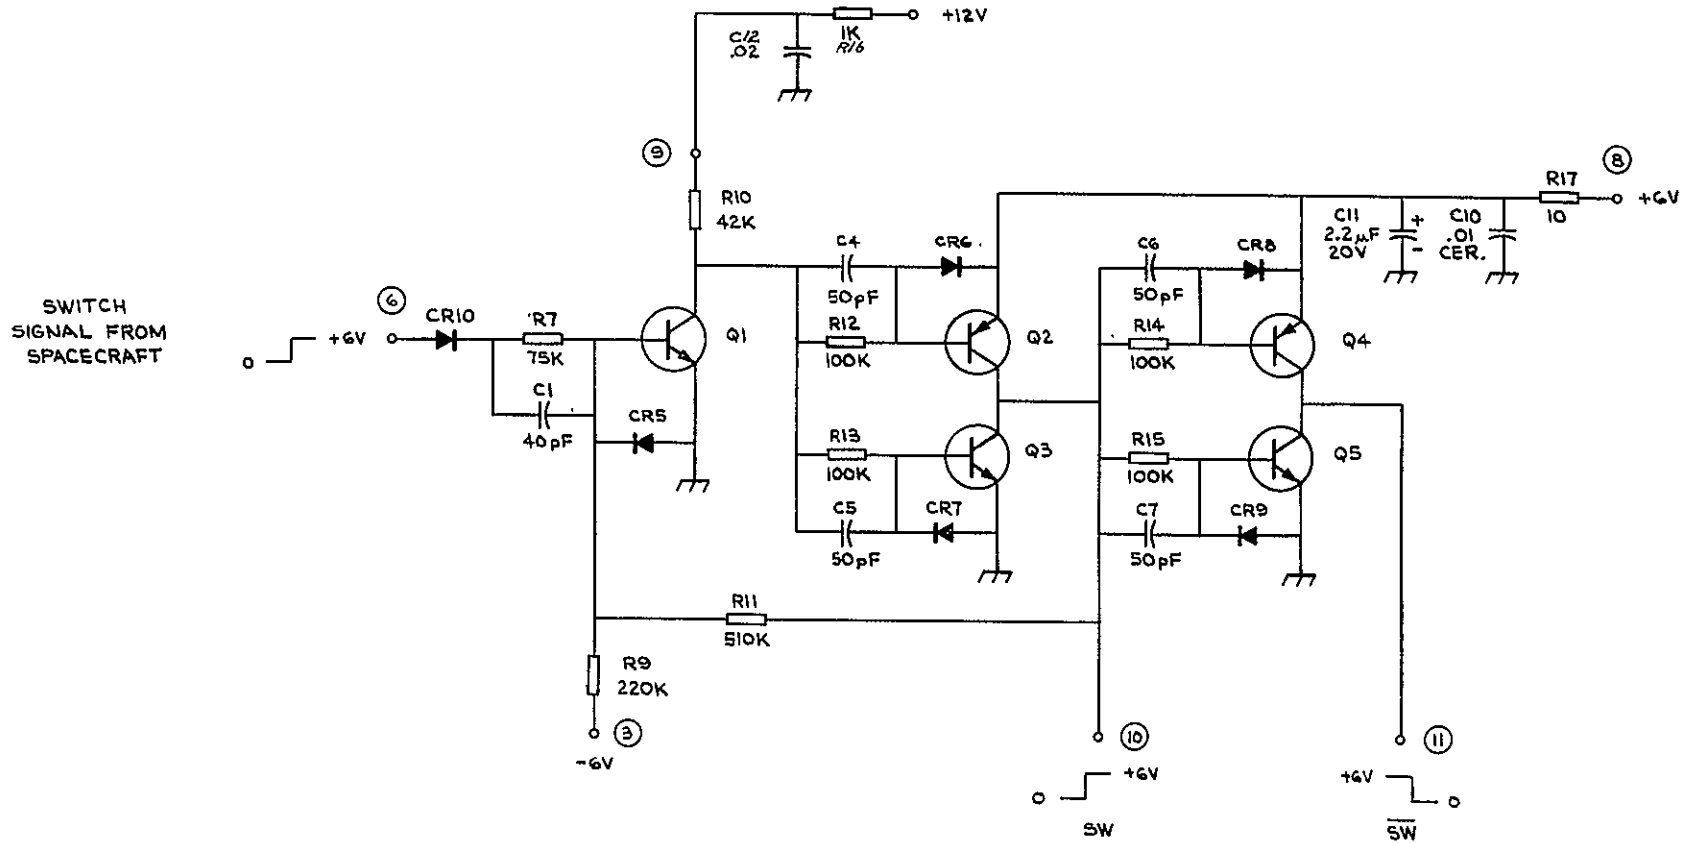 +12V
1K
R16
C12
.02
9
R10
42K
8
R17
10
+6V
C11
2.2µF
20V
+
-
C10
.01
CER.
C4
50pF
CR6
C6
50pF
CR8
SWITCH
SIGNAL FROM
SPACECRAFT
0
+6V
6
CR10
R7
75K
Q1
R12
100K
Q2
R14
100K
Q4
C1
40pF
CR5
R13
100K
Q3
R15
100K
Q5
C5
50pF
CR7
C7
50pF
CR9
R11
510K
R9
220K
3
-6V
10
11
0
+6V
SW
+6V
0
SW